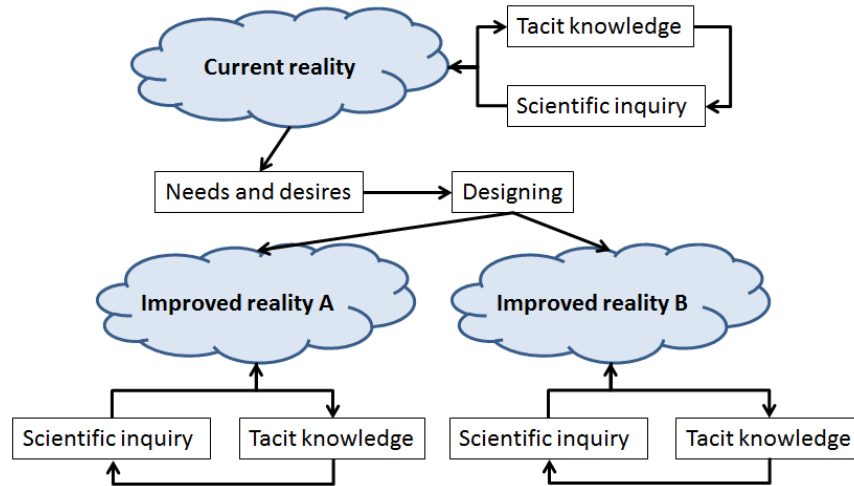 Tacit knowledge
Current reality
Scientific inquiry
Needs and desires
Designing
Improved reality A
Improved reality B
Scientific inquiry
Tacit knowledge
Scientific inquiry
Tacit knowledge